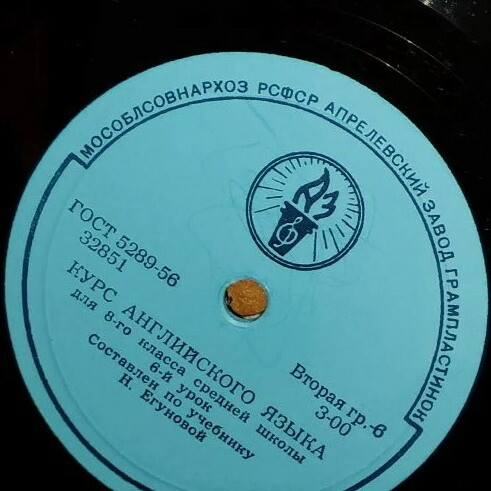 МОСОБЛСОВНАРХОЗ РСФСР АПРЕЛЕВСКИЙ ЗАВОД ГРАМПЛАСТИНОК
АЗ
ГОСТ 5289-56
32851
Вторая гр.-6
3-00
КУРС АНГЛИЙСКОГО ЯЗЫКА
для 8-го класса средней школы
6-й урок
Составлен по учебнику
Н. Егуновой